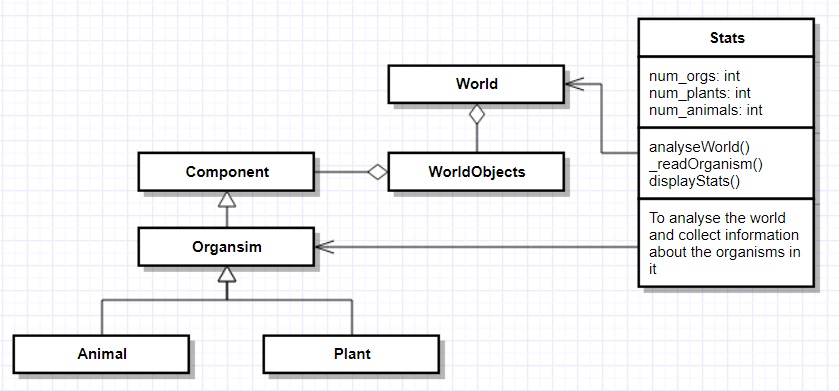 Stats
num_orgs: int
num_plants: int
num_animals: int
analyseWorld()
_readOrganism()
displayStats()
To analyse the world
and collect information
about the organisms in
it
World
Component
WorldObjects
Organsim
Animal
Plant